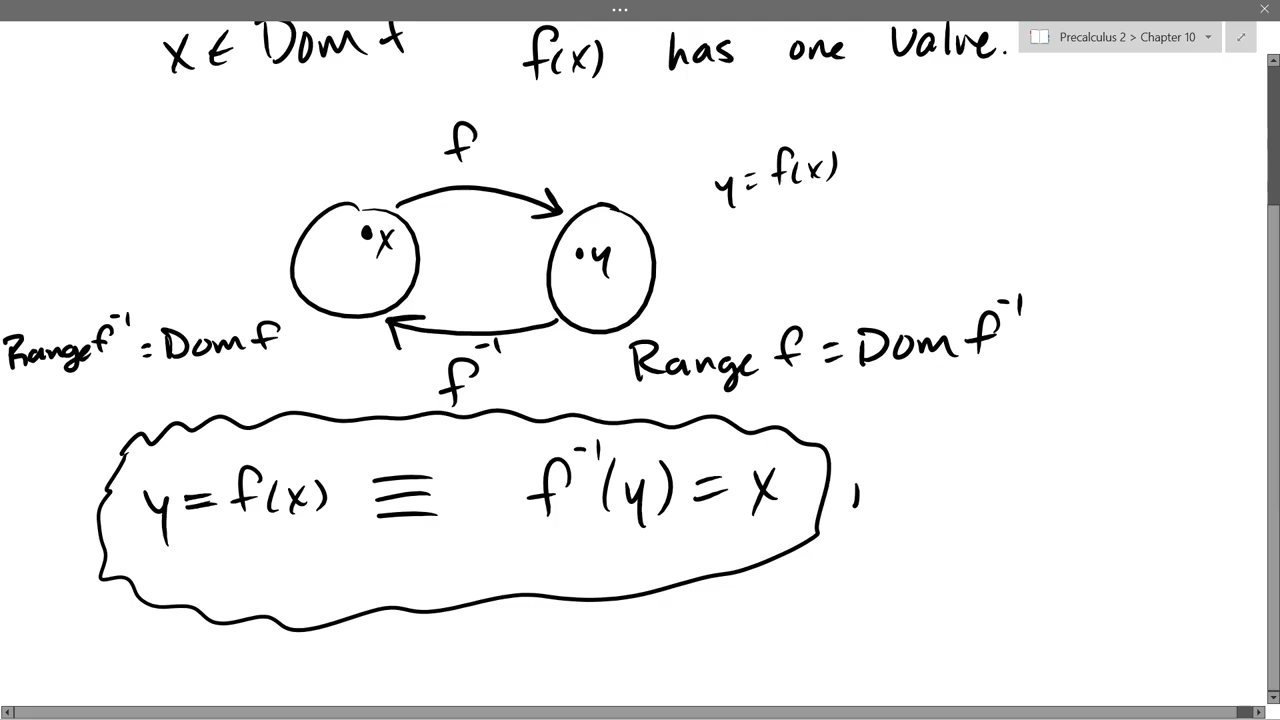 ...
Precalculus 2 > Chapter 10
x ∈ Dom f f(x) has one value.
f
y = f(x)
x
y
Range f⁻¹ = Dom f
Range f = Dom f⁻¹
f⁻¹
y = f(x) ≡ f⁻¹(y) = x